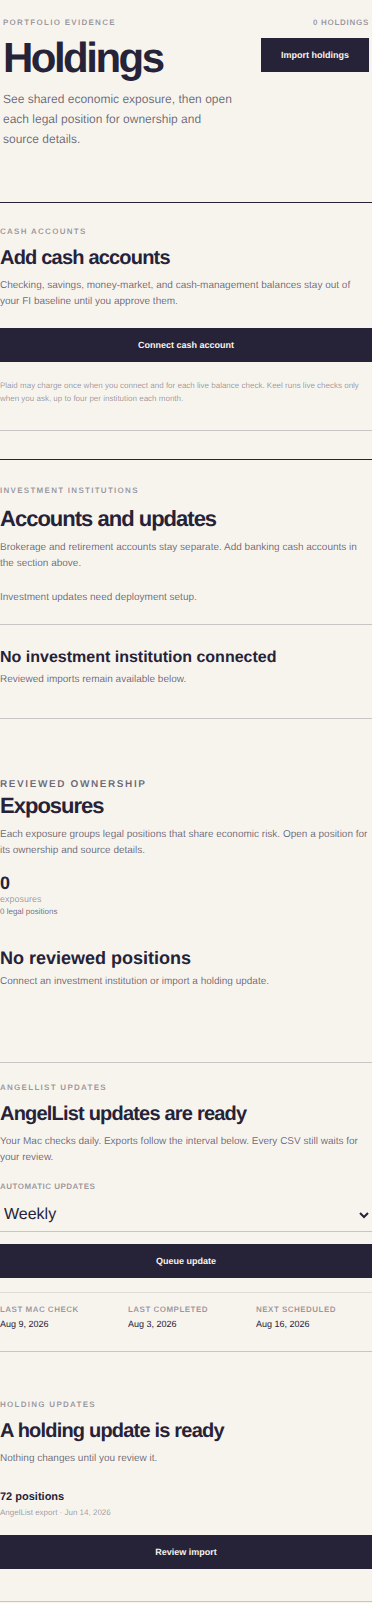 PORTFOLIO EVIDENCE
0 HOLDINGS
Holdings
Import holdings
See shared economic exposure, then open
each legal position for ownership and
source details.
CASH ACCOUNTS
Add cash accounts
Checking, savings, money-market, and cash-management balances stay out of
your FI baseline until you approve them.
Connect cash account
Plaid may charge once when you connect and for each live balance check. Keel runs live checks only
when you ask, up to four per institution each month.
INVESTMENT INSTITUTIONS
Accounts and updates
Brokerage and retirement accounts stay separate. Add banking cash accounts in
the section above.
Investment updates need deployment setup.
No investment institution connected
Reviewed imports remain available below.
REVIEWED OWNERSHIP
Exposures
Each exposure groups legal positions that share economic risk. Open a position for
its ownership and source details.
0
exposures
0 legal positions
No reviewed positions
Connect an investment institution or import a holding update.
ANGELLIST UPDATES
AngelList updates are ready
Your Mac checks daily. Exports follow the interval below. Every CSV still waits for
your review.
AUTOMATIC UPDATES
Weekly
Queue update
LAST MAC CHECK
Aug 9, 2026
LAST COMPLETED
Aug 3, 2026
NEXT SCHEDULED
Aug 16, 2026
HOLDING UPDATES
A holding update is ready
Nothing changes until you review it.
72 positions
AngelList export · Jun 14, 2026
Review import